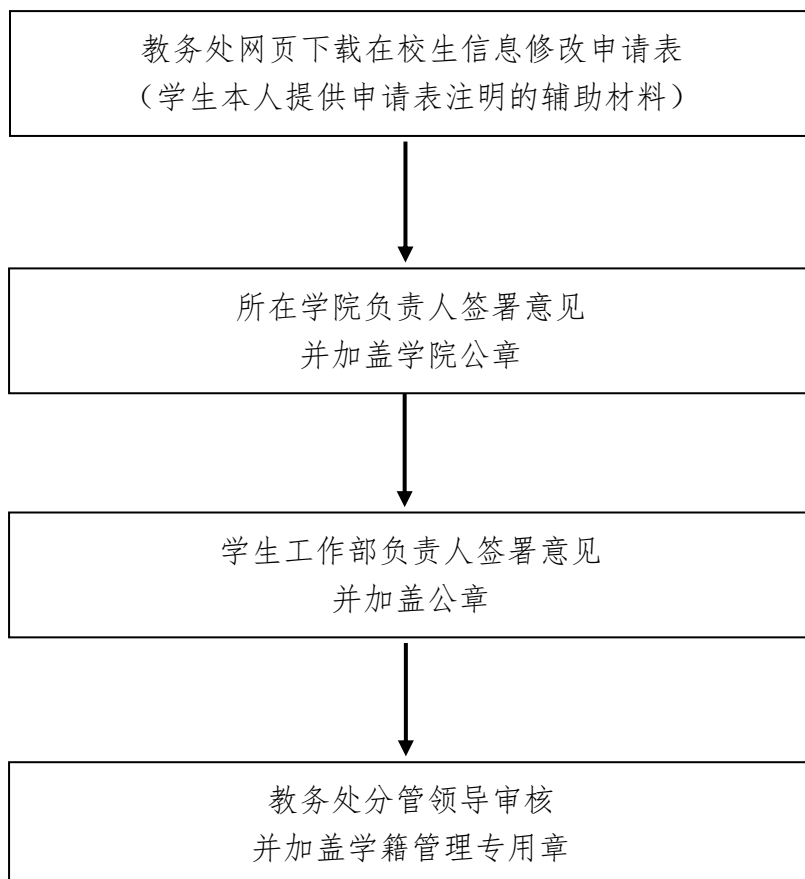 教务处网页下载在校生信息修改申请表
（学生本人提供申请表注明的辅助材料）
所在学院负责人签署意见
并加盖学院公章
学生工作部负责人签署意见
并加盖公章
教务处分管领导审核
并加盖学籍管理专用章